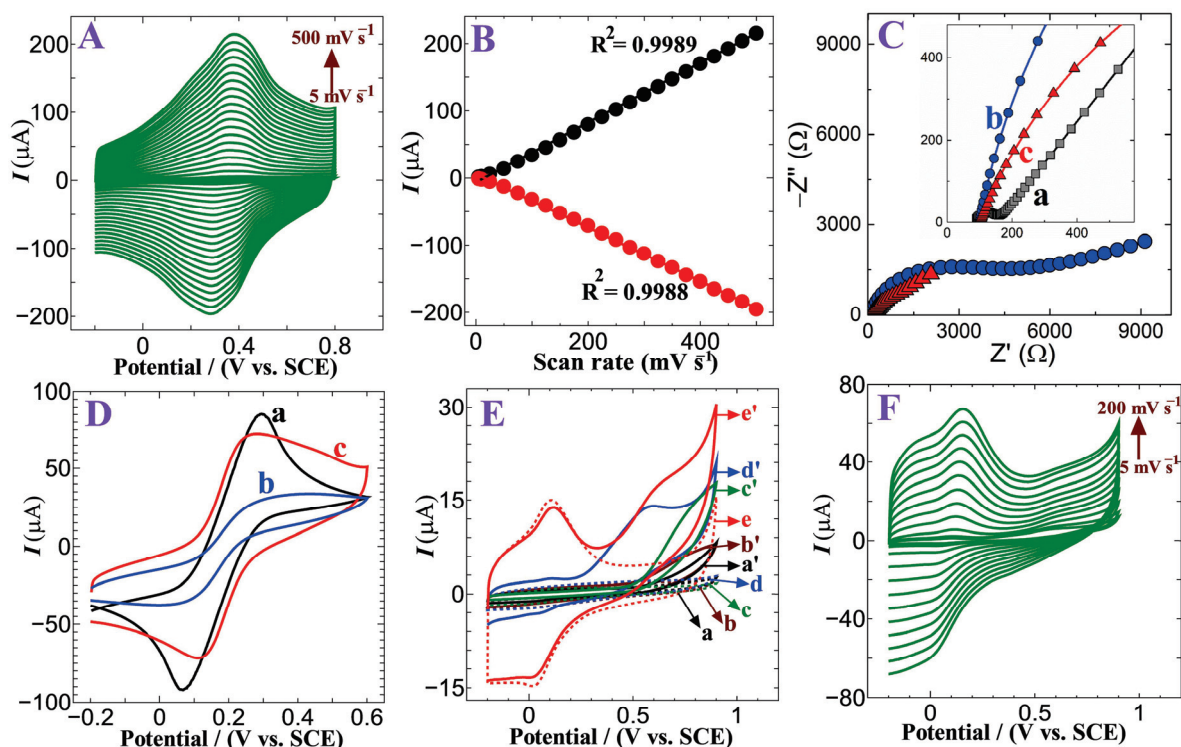 A
500 mV s⁻¹
5 mV s⁻¹
200
100
0
−100
−200
I (µA)
0
0.4
0.8
Potential / (V vs. SCE)
B
R² = 0.9989
R² = 0.9988
200
100
0
−100
−200
I (µA)
0
200
400
Scan rate (mV s⁻¹)
C
9000
6000
3000
0
−Z'' (Ω)
400
200
0
0
200
400
b
c
a
0
3000
6000
9000
Z' (Ω)
D
a
c
b
100
50
0
−50
−100
I (µA)
−0.2
0
0.2
0.4
0.6
Potential / (V vs. SCE)
E
e'
d'
c'
e
b'
a'
d
c
b
a
30
15
0
−15
I (µA)
0
0.5
1
Potential / (V vs. SCE)
F
200 mV s⁻¹
5 mV s⁻¹
80
40
0
−40
−80
I (µA)
0
0.5
1
Potential / (V vs. SCE)